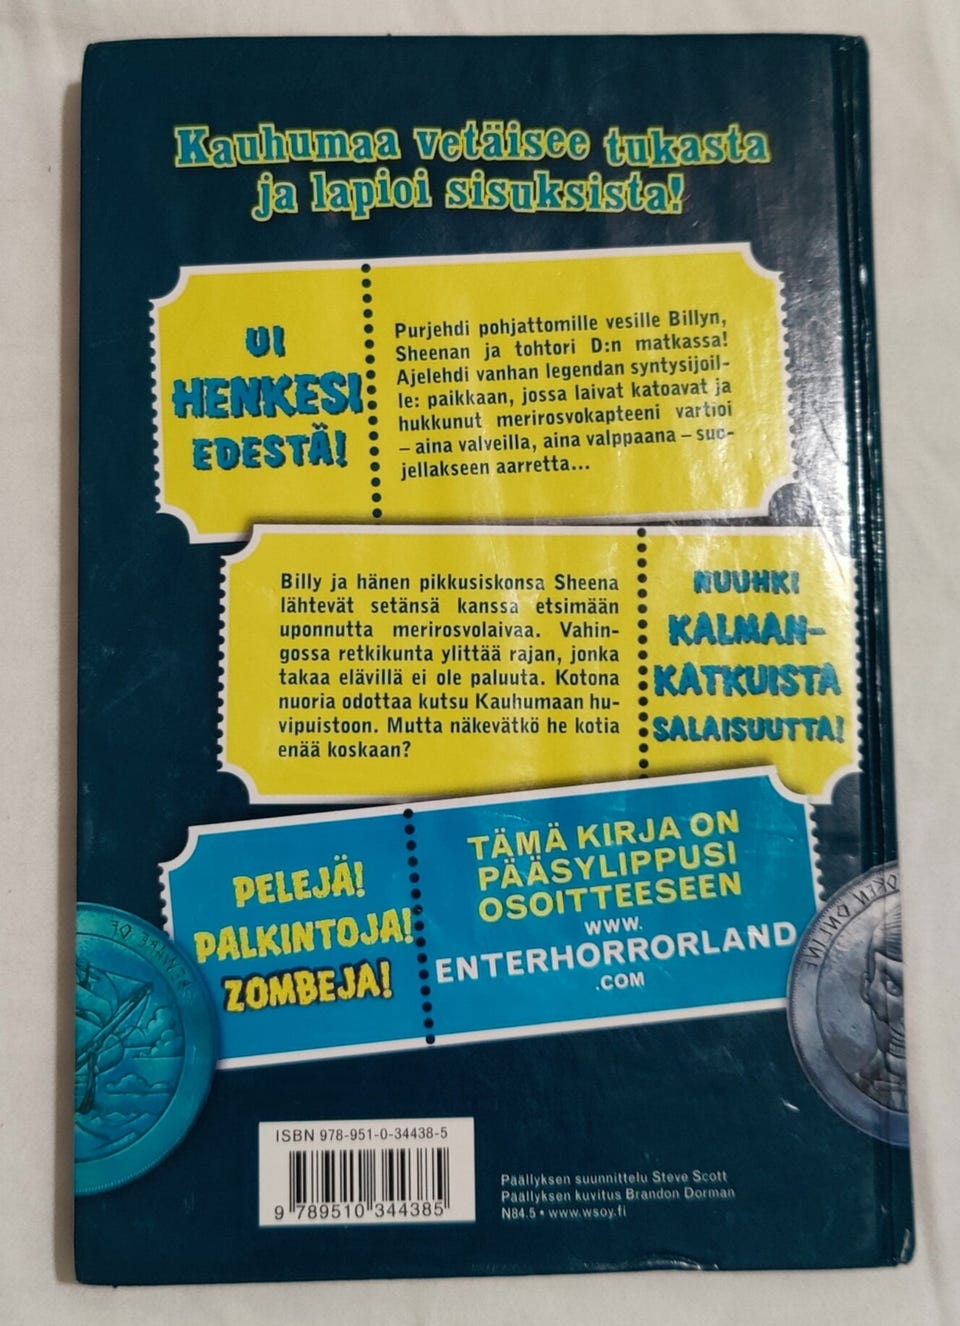 Kauhumaa vetäisee tukasta
ja lapioi sisuksista!
UI
HENKESI
EDESTÄ!
Purjehdi pohjattomille vesille Billyn,
Sheenan ja tohtori D:n matkassa!
Ajelehdi vanhan legendan syntysijoil-
le: paikkaan, jossa laivat katoavat ja
hukkunut merirosvokapteeni vartioi
– aina valveilla, aina valppaana – suo-
jellakseen aarretta...
Billy ja hänen pikkusiskonsa Sheena
lähtevät setänsä kanssa etsimään
uponnutta merirosvolaivaa. Vahin-
gossa retkikunta ylittää rajan, jonka
takaa elävillä ei ole paluuta. Kotona
nuoria odottaa kutsu Kauhumaan hu-
vipuistoon. Mutta näkevätkö he kotia
enää koskaan?
NUUHKI
KALMAN-
KATKUISTA
SALAISUUTTA!
PELEJÄ!
PALKINTOJA!
ZOMBEJA!
TÄMÄ KIRJA ON
PÄÄSYLIPPUSI
OSOITTEESEEN
WWW.
ENTERHORRORLAND
.COM
ISBN 978-951-0-34438-5
9 789510 344385
Päällyksen suunnittelu Steve Scott
Päällyksen kuvitus Brandon Dorman
N84.5 • www.wsoy.fi